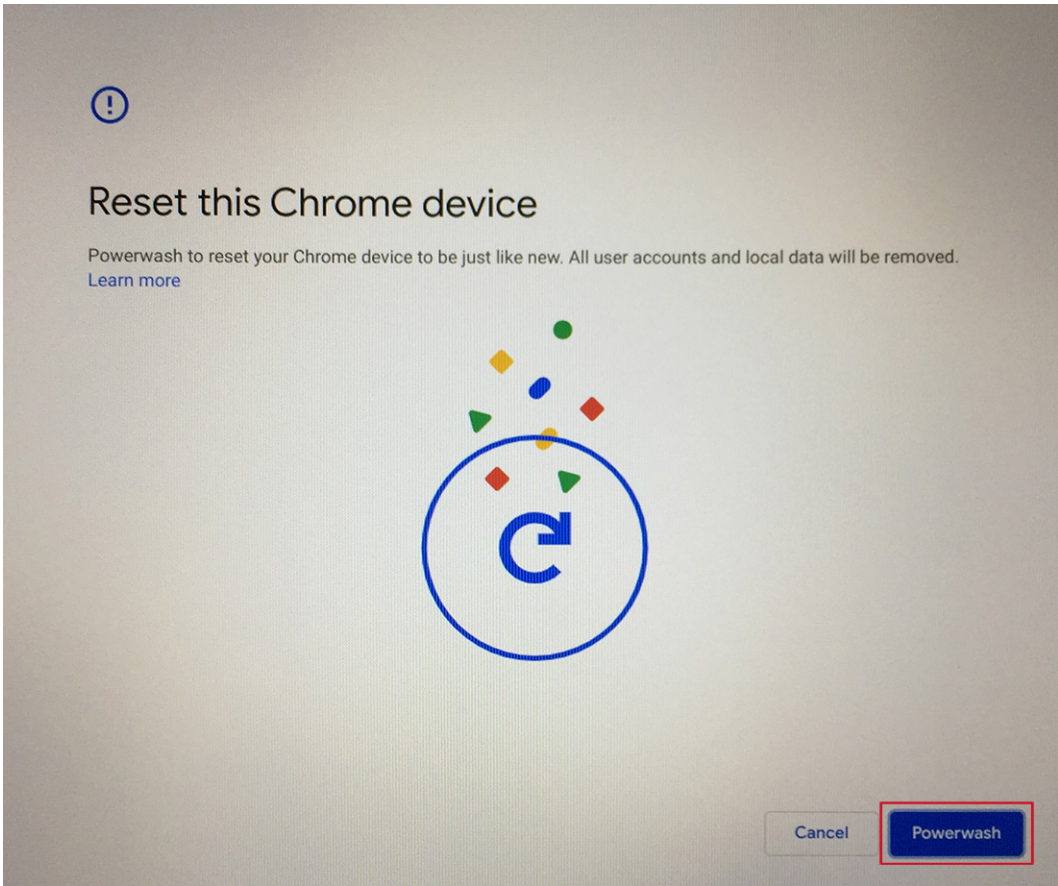 Reset this Chrome device
Powerwash to reset your Chrome device to be just like new. All user accounts and local data will be removed.
Learn more
Cancel
Powerwash